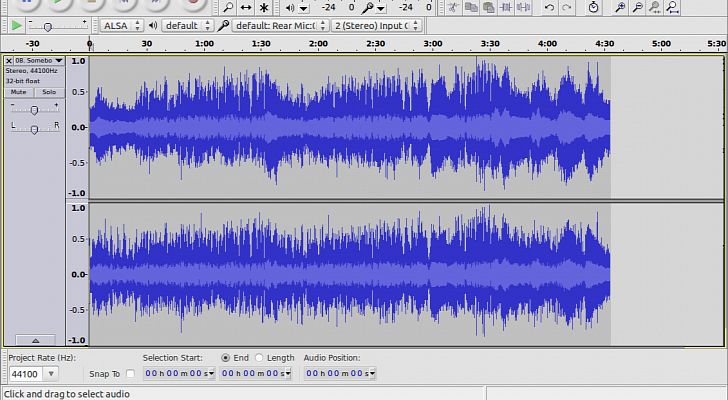 -24 0 -24 0
ALSA default default: Rear Mic:( 2 (Stereo) Input C
-30 0 30 1:00 1:30 2:00 2:30 3:00 3:30 4:00 4:30 5:00 5:30
08. Somebo 1.0
Stereo, 44100Hz
32-bit float
Mute Solo 0.5
- +
L R 0.0
-0.5
-1.0
1.0
0.5
0.0
-0.5
-1.0
Project Rate (Hz): Selection Start: End Length Audio Position:
44100 Snap To 00 h 00 m 00 s 00 h 00 m 00 s 00 h 00 m 00 s
Click and drag to select audio